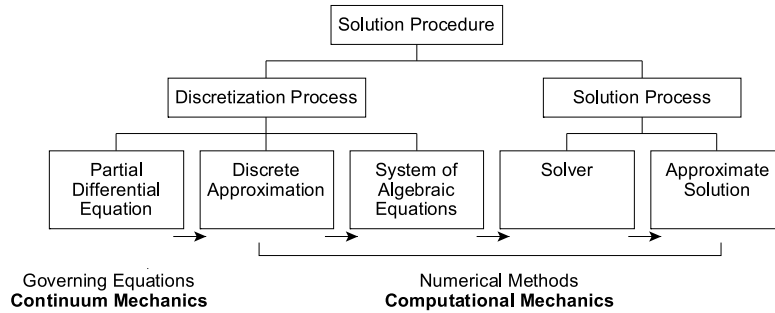 Solution Procedure
Discretization Process
Solution Process
Partial
Differential
Equation
Discrete
Approximation
System of
Algebraic
Equations
Solver
Approximate
Solution
Governing Equations
Continuum Mechanics
Numerical Methods
Computational Mechanics